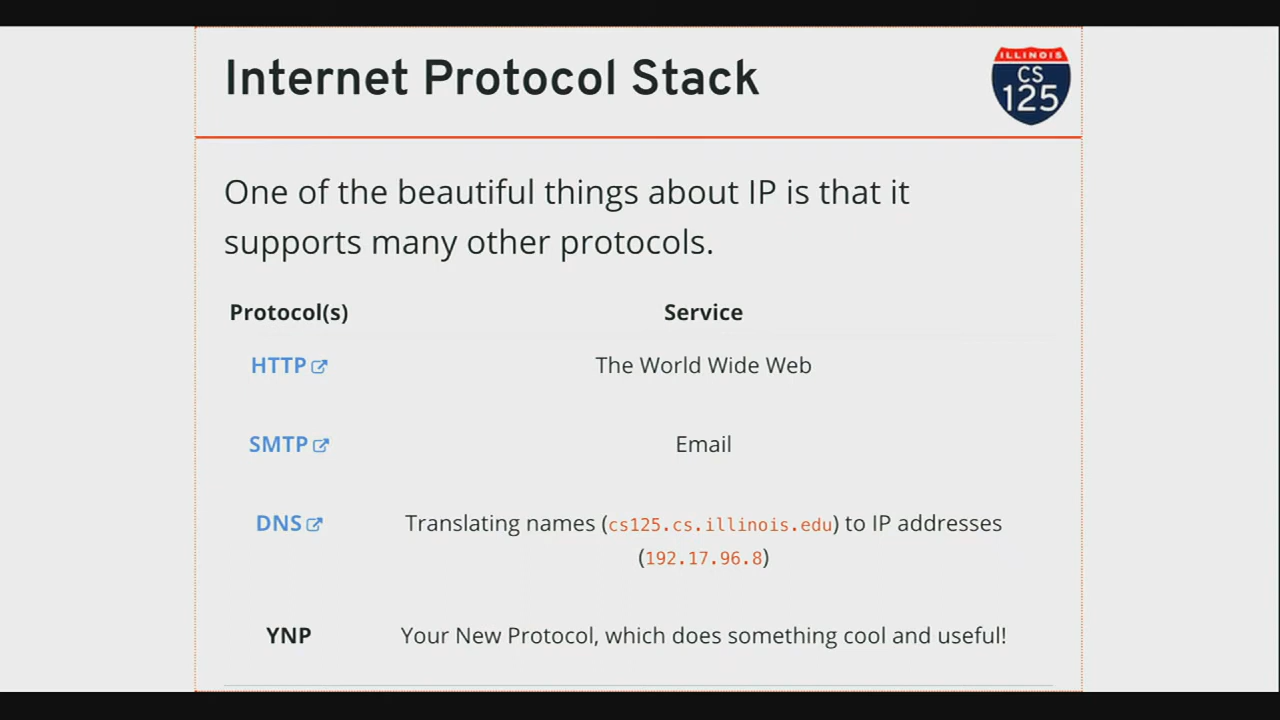 Internet Protocol Stack
ILLINOIS
CS
125
One of the beautiful things about IP is that it
supports many other protocols.
Protocol(s) Service
HTTP The World Wide Web
SMTP Email
DNS Translating names (cs125.cs.illinois.edu) to IP addresses
(192.17.96.8)
YNP Your New Protocol, which does something cool and useful!